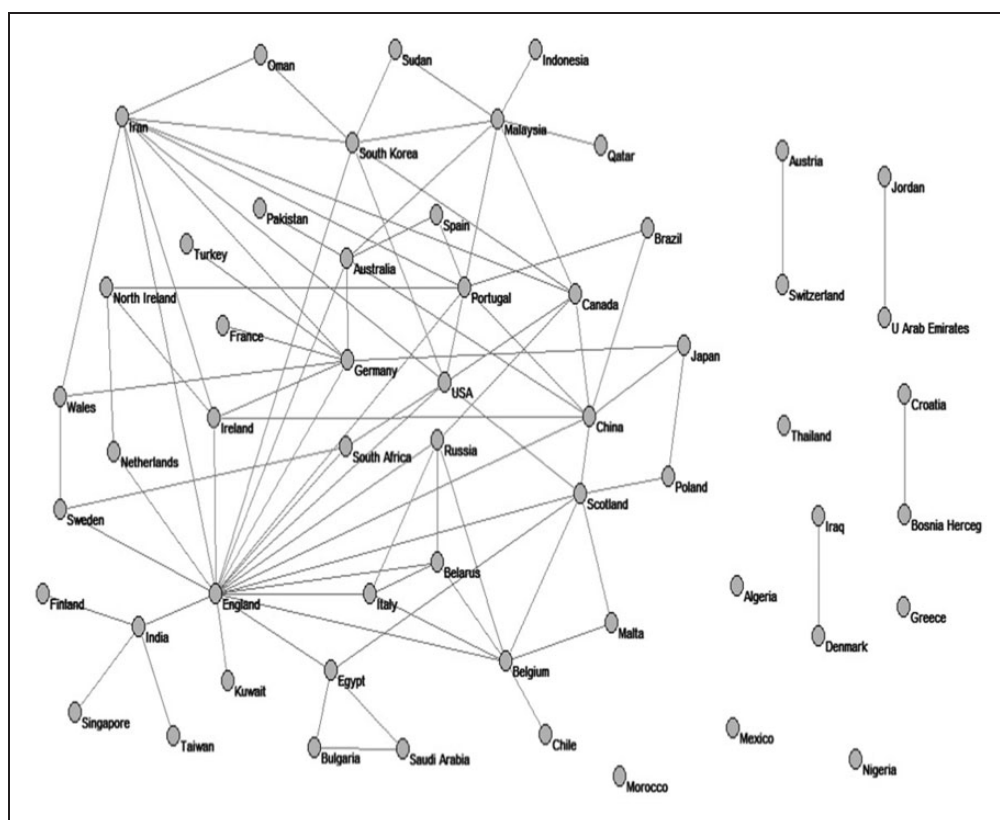 Oman
Sudan
Indonesia
Iran
South Korea
Malaysia
Qatar
Austria
Jordan
Pakistan
Spain
Brazil
Turkey
Australia
North Ireland
Portugal
Canada
Switzerland
U Arab Emirates
France
Germany
Japan
USA
Wales
Croatia
Ireland
China
Thailand
South Africa
Russia
Netherlands
Poland
Scotland
Sweden
Iraq
Bosnia Herceg
Belarus
Finland
England
Italy
Algeria
Greece
India
Malta
Denmark
Belgium
Egypt
Kuwait
Singapore
Taiwan
Chile
Mexico
Bulgaria
Saudi Arabia
Nigeria
Morocco